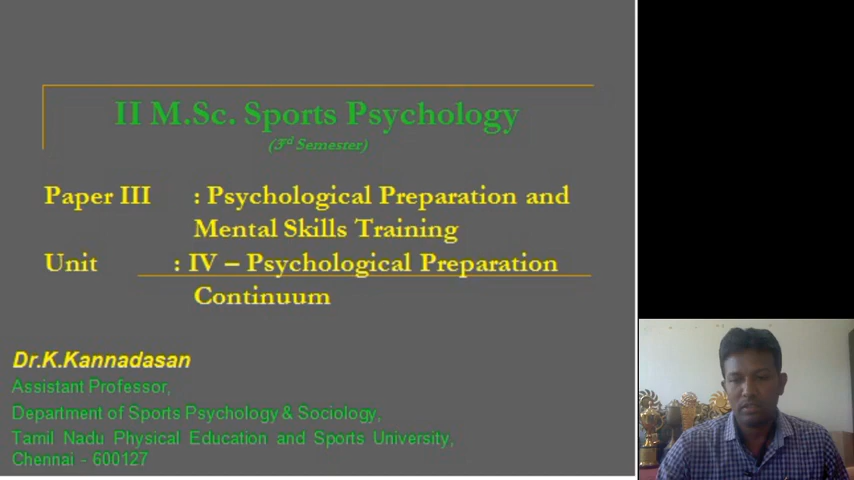 II M.Sc. Sports Psychology
(3rd Semester)
Paper III : Psychological Preparation and
Mental Skills Training
Unit : IV – Psychological Preparation
Continuum
Dr.K.Kannadasan
Assistant Professor,
Department of Sports Psychology & Sociology,
Tamil Nadu Physical Education and Sports University,
Chennai - 600127